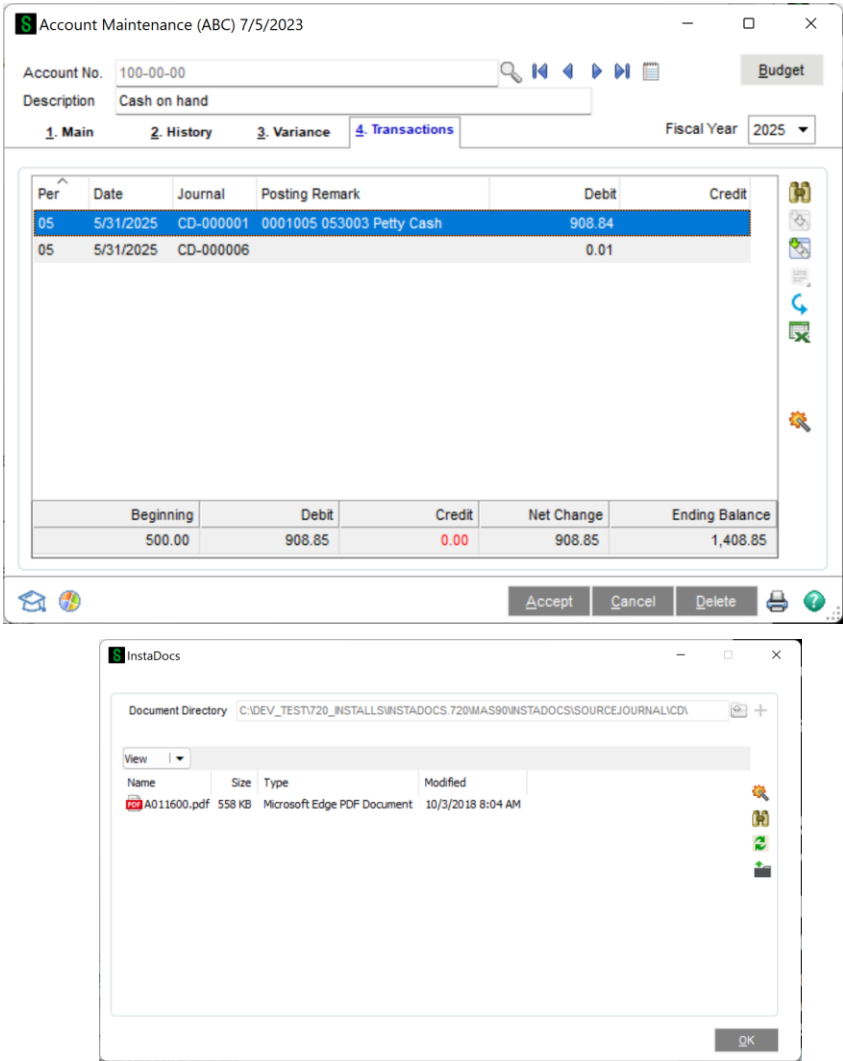 Account Maintenance (ABC) 7/5/2023
Account No. 100-00-00 Budget
Description Cash on hand
1. Main 2. History 3. Variance 4. Transactions Fiscal Year 2025
Per Date Journal Posting Remark Debit Credit
05 5/31/2025 CD-000001 0001005 053003 Petty Cash 908.84
05 5/31/2025 CD-000006 0.01
Beginning Debit Credit Net Change Ending Balance
500.00 908.85 0.00 908.85 1,408.85
Accept Cancel Delete
InstaDocs
Document Directory C:\DEV_TEST\720_INSTALLS\INSTADOCS.720\MAS90\INSTADOCS\SOURCEJOURNAL\CD\
View
Name Size Type Modified
PDF A011600.pdf 558 KB Microsoft Edge PDF Document 10/3/2018 8:04 AM
OK